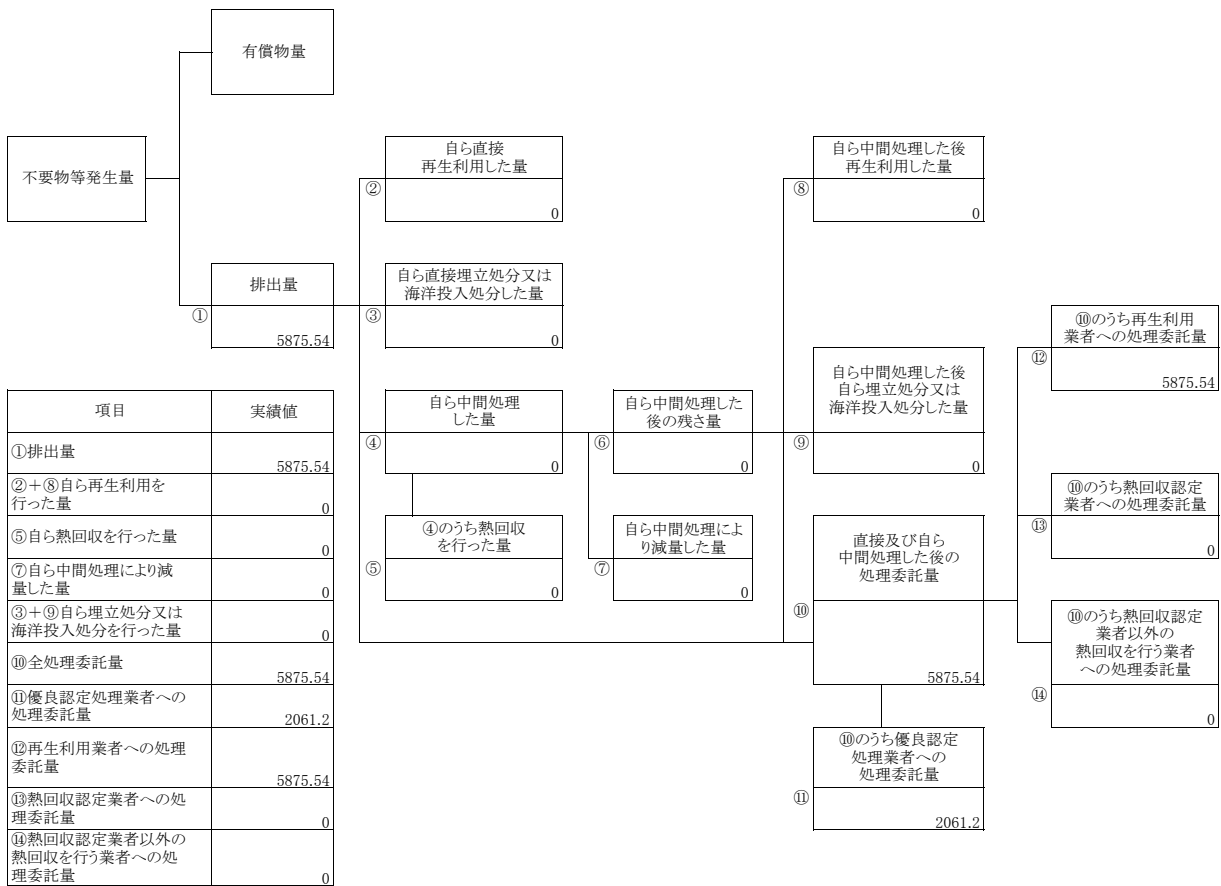 有償物量
不要物等発生量
自ら直接
再生利用した量
②
0
自ら中間処理した後
再生利用した量
⑧
0
排出量
①
5875.54
自ら直接埋立処分又は
海洋投入処分した量
③
0
⑩のうち再生利用
業者への処理委託量
⑫
5875.54
自ら中間処理
した量
④
0
自ら中間処理した
後の残さ量
⑥
0
自ら中間処理した後
自ら埋立処分又は
海洋投入処分した量
⑨
0
⑩のうち熱回収認定
業者への処理委託量
⑬
0
④のうち熱回収
を行った量
⑤
0
自ら中間処理によ
り減量した量
⑦
0
直接及び自ら
中間処理した後の
処理委託量
⑩
5875.54
⑩のうち熱回収認定
業者以外の
熱回収を行う業者
への処理委託量
⑭
0
⑩のうち優良認定
処理業者への
処理委託量
⑪
2061.2
項目 実績値
①排出量
5875.54
②+⑧自ら再生利用を
行った量
0
⑤自ら熱回収を行った量
0
⑦自ら中間処理により減
量した量
0
③+⑨自ら埋立処分又は
海洋投入処分を行った量
0
⑩全処理委託量
5875.54
⑪優良認定処理業者への
処理委託量
2061.2
⑫再生利用業者への処理
委託量
5875.54
⑬熱回収認定業者への処
理委託量
0
⑭熱回収認定業者以外の
熱回収を行う業者への処
理委託量
0